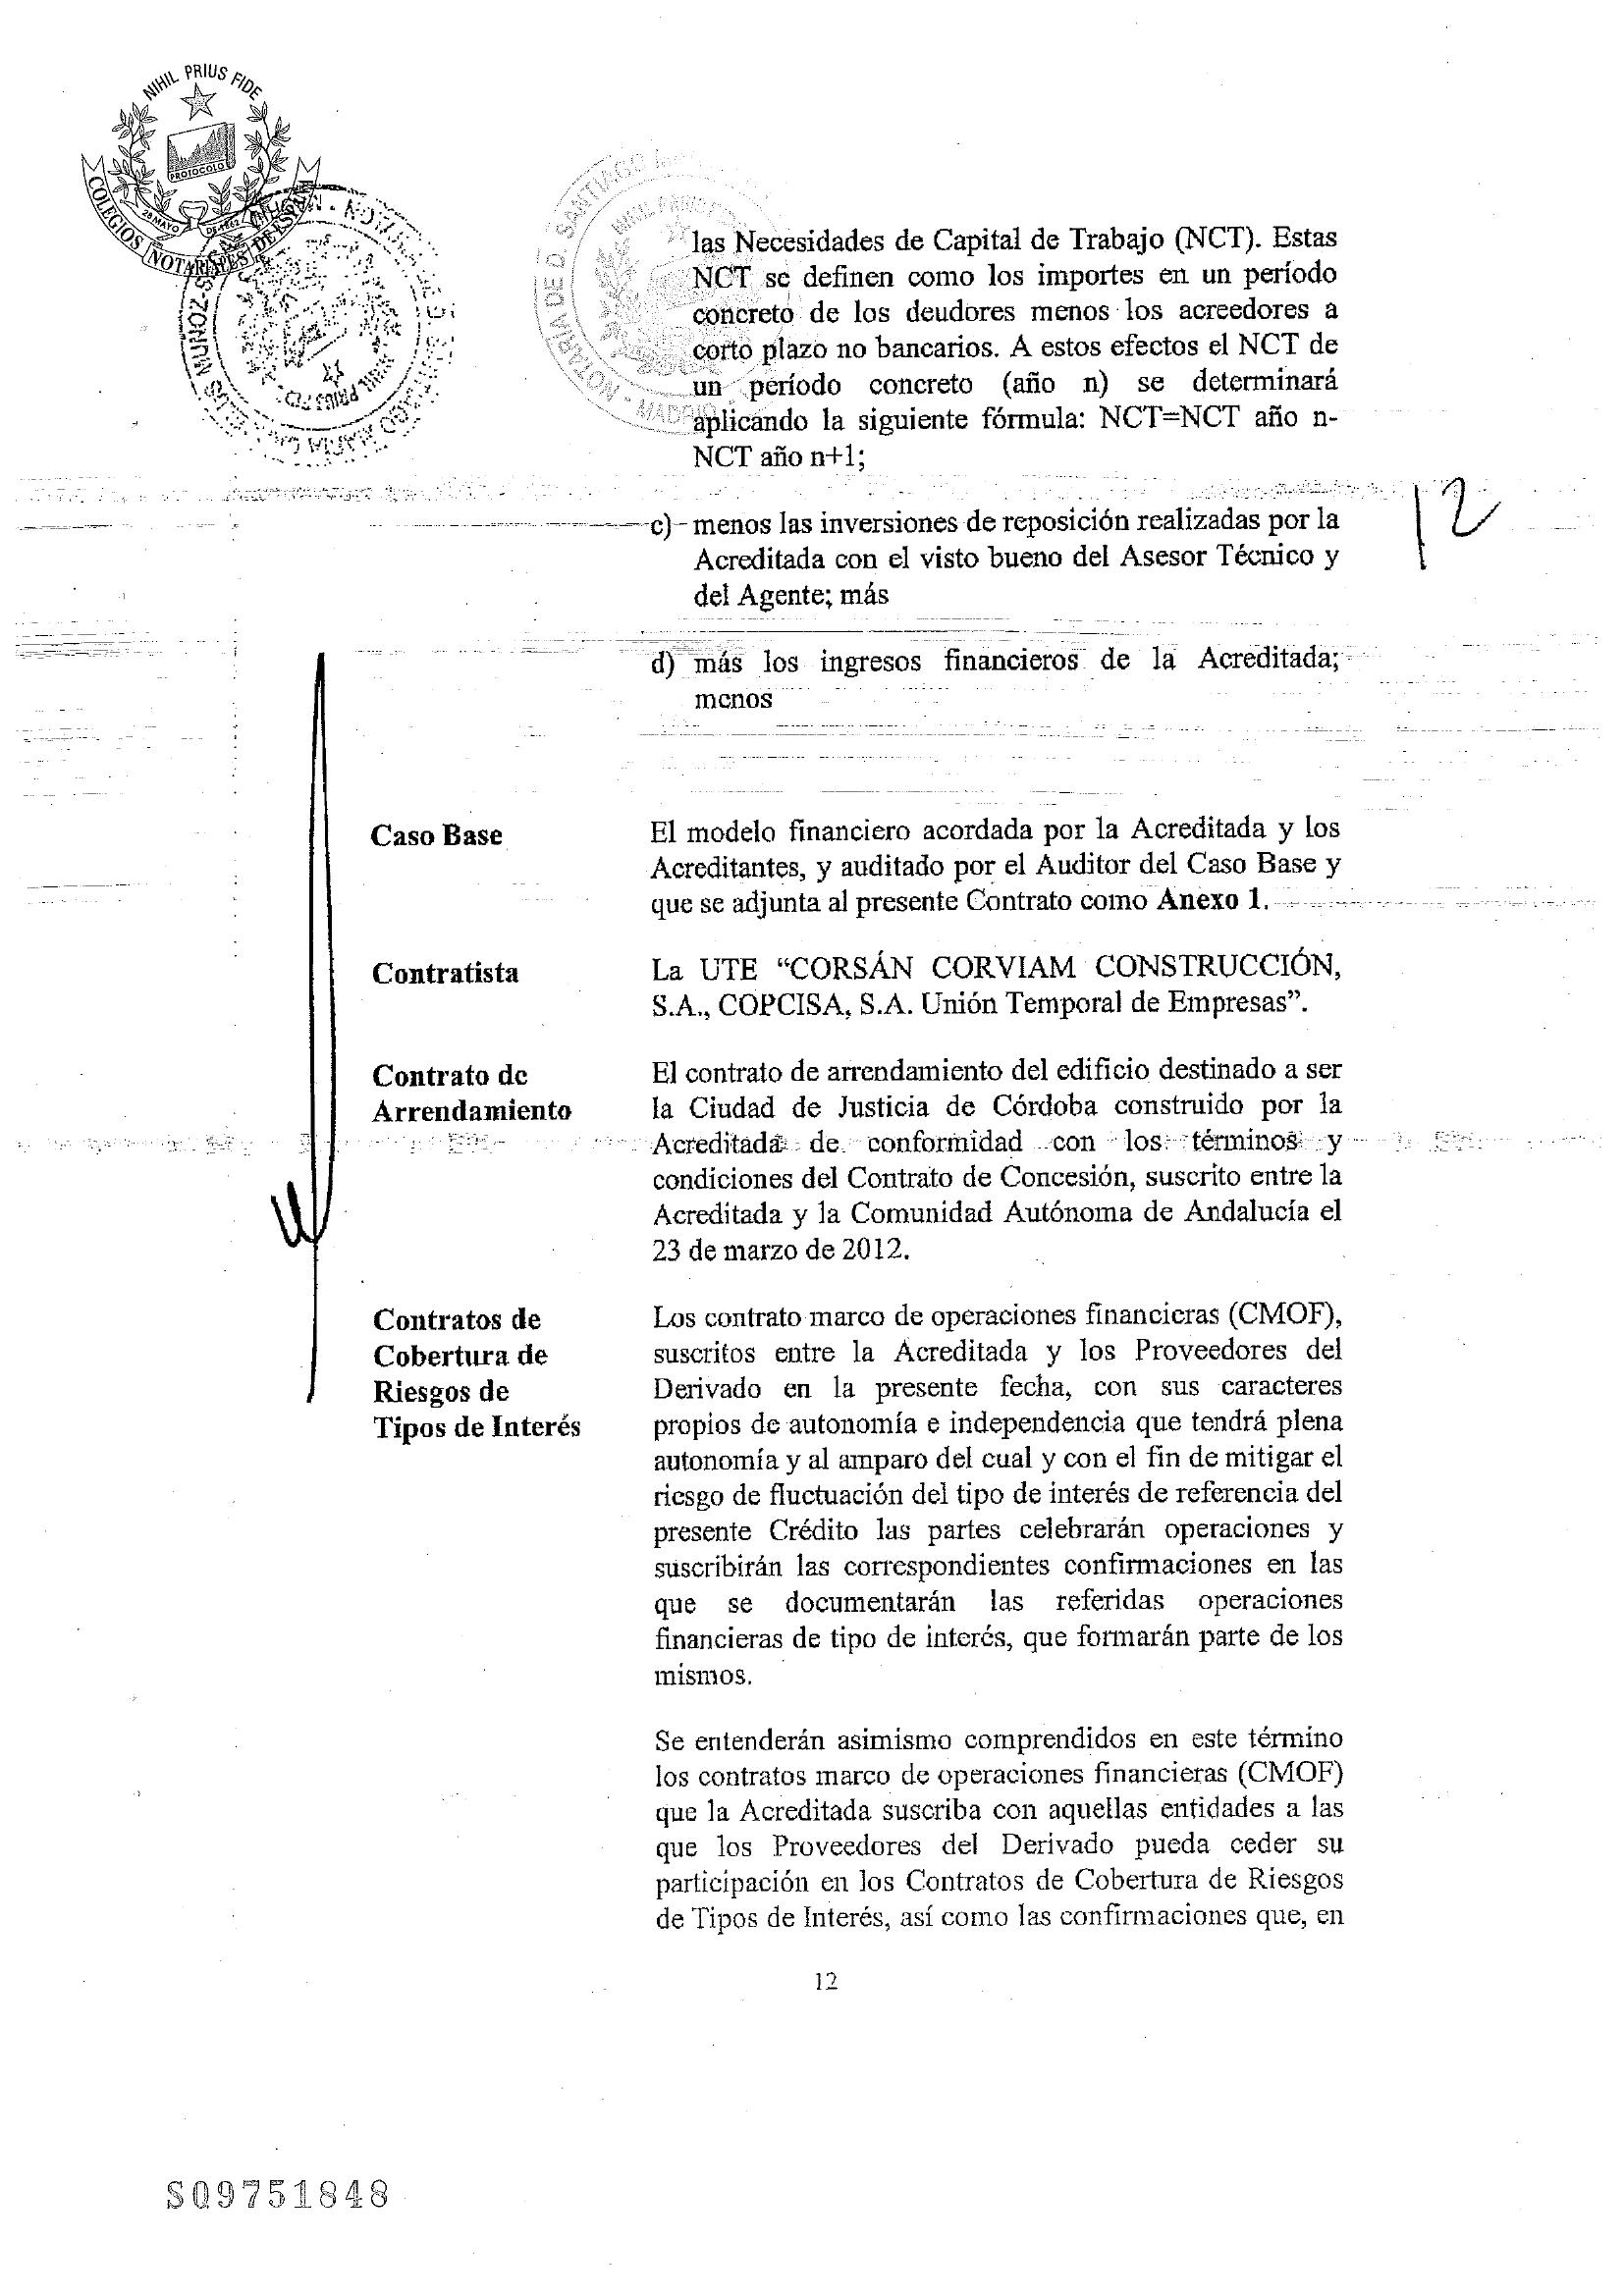 NIHIL PRIUS FIDE
PROTOCOLO
28 MAYO DE 1862
COLEGIOS NOTARIALES DE ESPAÑA
NOTARIA DE D. SANTIAGO
NIHIL PRIUS
MADRID
las Necesidades de Capital de Trabajo (NCT). Estas
NCT se definen como los importes en un período
concreto de los deudores menos los acreedores a
corto plazo no bancarios. A estos efectos el NCT de
un período concreto (año n) se determinará
aplicando la siguiente fórmula: NCT=NCT año n-
NCT año n+1;
12
c) menos las inversiones de reposición realizadas por la
Acreditada con el visto bueno del Asesor Técnico y
del Agente; más
d) más los ingresos financieros de la Acreditada;
menos
Caso Base
El modelo financiero acordada por la Acreditada y los
Acreditantes, y auditado por el Auditor del Caso Base y
que se adjunta al presente Contrato como Anexo 1.
Contratista
La UTE “CORSÁN CORVIAM CONSTRUCCIÓN,
S.A., COPCISA, S.A. Unión Temporal de Empresas”.
Contrato de
Arrendamiento
El contrato de arrendamiento del edificio destinado a ser
la Ciudad de Justicia de Córdoba construido por la
Acreditada de conformidad con los términos y
condiciones del Contrato de Concesión, suscrito entre la
Acreditada y la Comunidad Autónoma de Andalucía el
23 de marzo de 2012.
Contratos de
Cobertura de
Riesgos de
Tipos de Interés
Los contrato marco de operaciones financieras (CMOF),
suscritos entre la Acreditada y los Proveedores del
Derivado en la presente fecha, con sus caracteres
propios de autonomía e independencia que tendrá plena
autonomía y al amparo del cual y con el fin de mitigar el
riesgo de fluctuación del tipo de interés de referencia del
presente Crédito las partes celebrarán operaciones y
suscribirán las correspondientes confirmaciones en las
que se documentarán las referidas operaciones
financieras de tipo de interés, que formarán parte de los
mismos.
Se entenderán asimismo comprendidos en este término
los contratos marco de operaciones financieras (CMOF)
que la Acreditada suscriba con aquellas entidades a las
que los Proveedores del Derivado pueda ceder su
participación en los Contratos de Cobertura de Riesgos
de Tipos de Interés, así como las confirmaciones que, en
12
SQ9751848